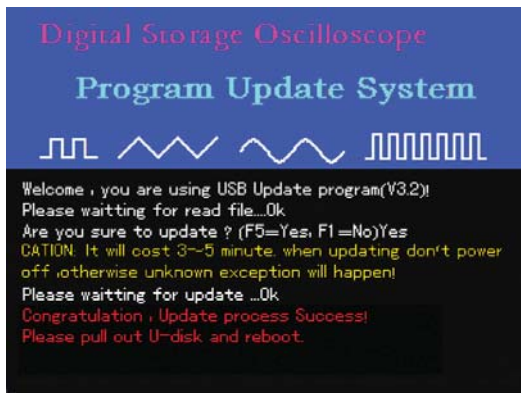 Digital Storage Oscilloscope
Program Update System
Welcome , you are using USB Update program(V3.2)!
Please waitting for read file....Ok
Are you sure to update ? (F5=Yes, F1=No)Yes
CATION: It will cost 3~5 minute. when updating don't power
off ,otherwise unknown exception will happen!
Please waitting for update ...Ok
Congratulation , Update process Success!
Please pull out U-disk and reboot.